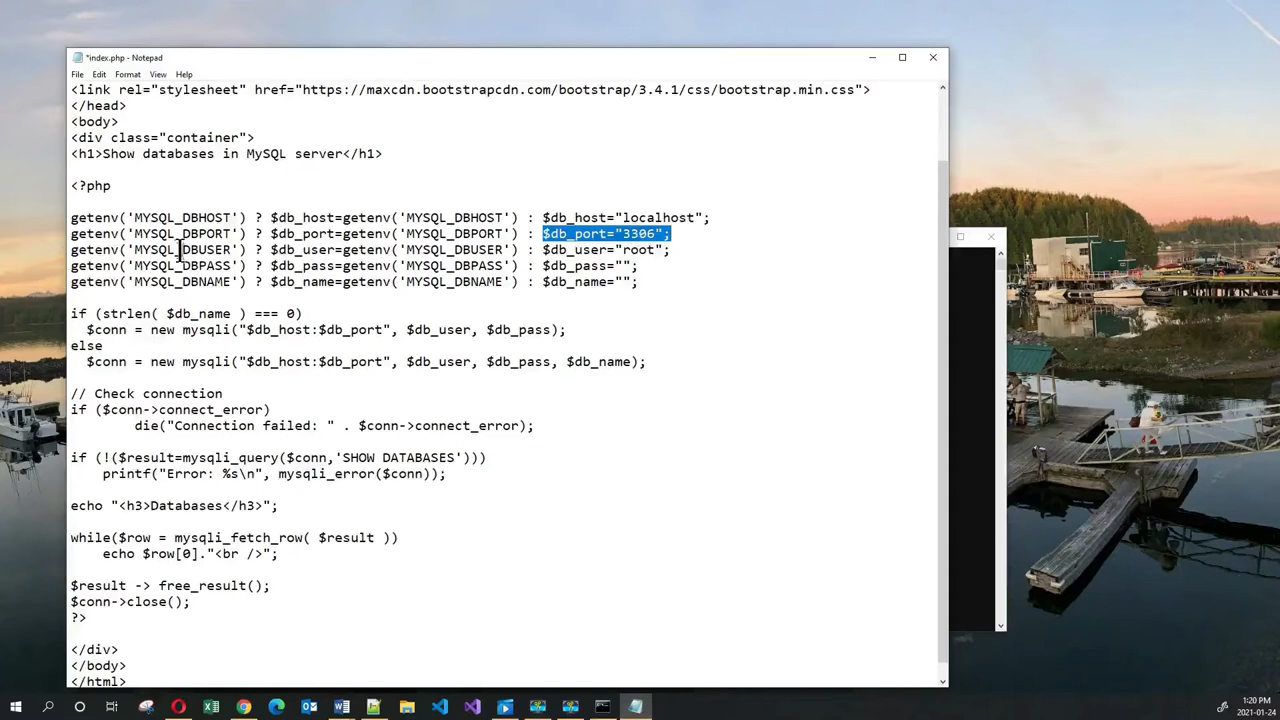 *index.php - Notepad
File Edit Format View Help
<link rel="stylesheet" href="https://maxcdn.bootstrapcdn.com/bootstrap/3.4.1/css/bootstrap.min.css">
</head>
<body>
<div class="container">
<h1>Show databases in MySQL server</h1>
<?php
getenv('MYSQL_DBHOST') ? $db_host=getenv('MYSQL_DBHOST') : $db_host="localhost";
getenv('MYSQL_DBPORT') ? $db_port=getenv('MYSQL_DBPORT') : $db_port="3306";
getenv('MYSQL_DBUSER') ? $db_user=getenv('MYSQL_DBUSER') : $db_user="root";
getenv('MYSQL_DBPASS') ? $db_pass=getenv('MYSQL_DBPASS') : $db_pass="";
getenv('MYSQL_DBNAME') ? $db_name=getenv('MYSQL_DBNAME') : $db_name="";
if (strlen( $db_name ) === 0)
  $conn = new mysqli("$db_host:$db_port", $db_user, $db_pass);
else
  $conn = new mysqli("$db_host:$db_port", $db_user, $db_pass, $db_name);
// Check connection
if ($conn->connect_error)
        die("Connection failed: " . $conn->connect_error);
if (!($result=mysqli_query($conn,'SHOW DATABASES')))
    printf("Error: %s\n", mysqli_error($conn));
echo "<h3>Databases</h3>";
while($row = mysqli_fetch_row( $result ))
    echo $row[0]."<br />";
$result -> free_result();
$conn->close();
?>
</div>
</body>
</html>
1:20 PM
2021-01-24